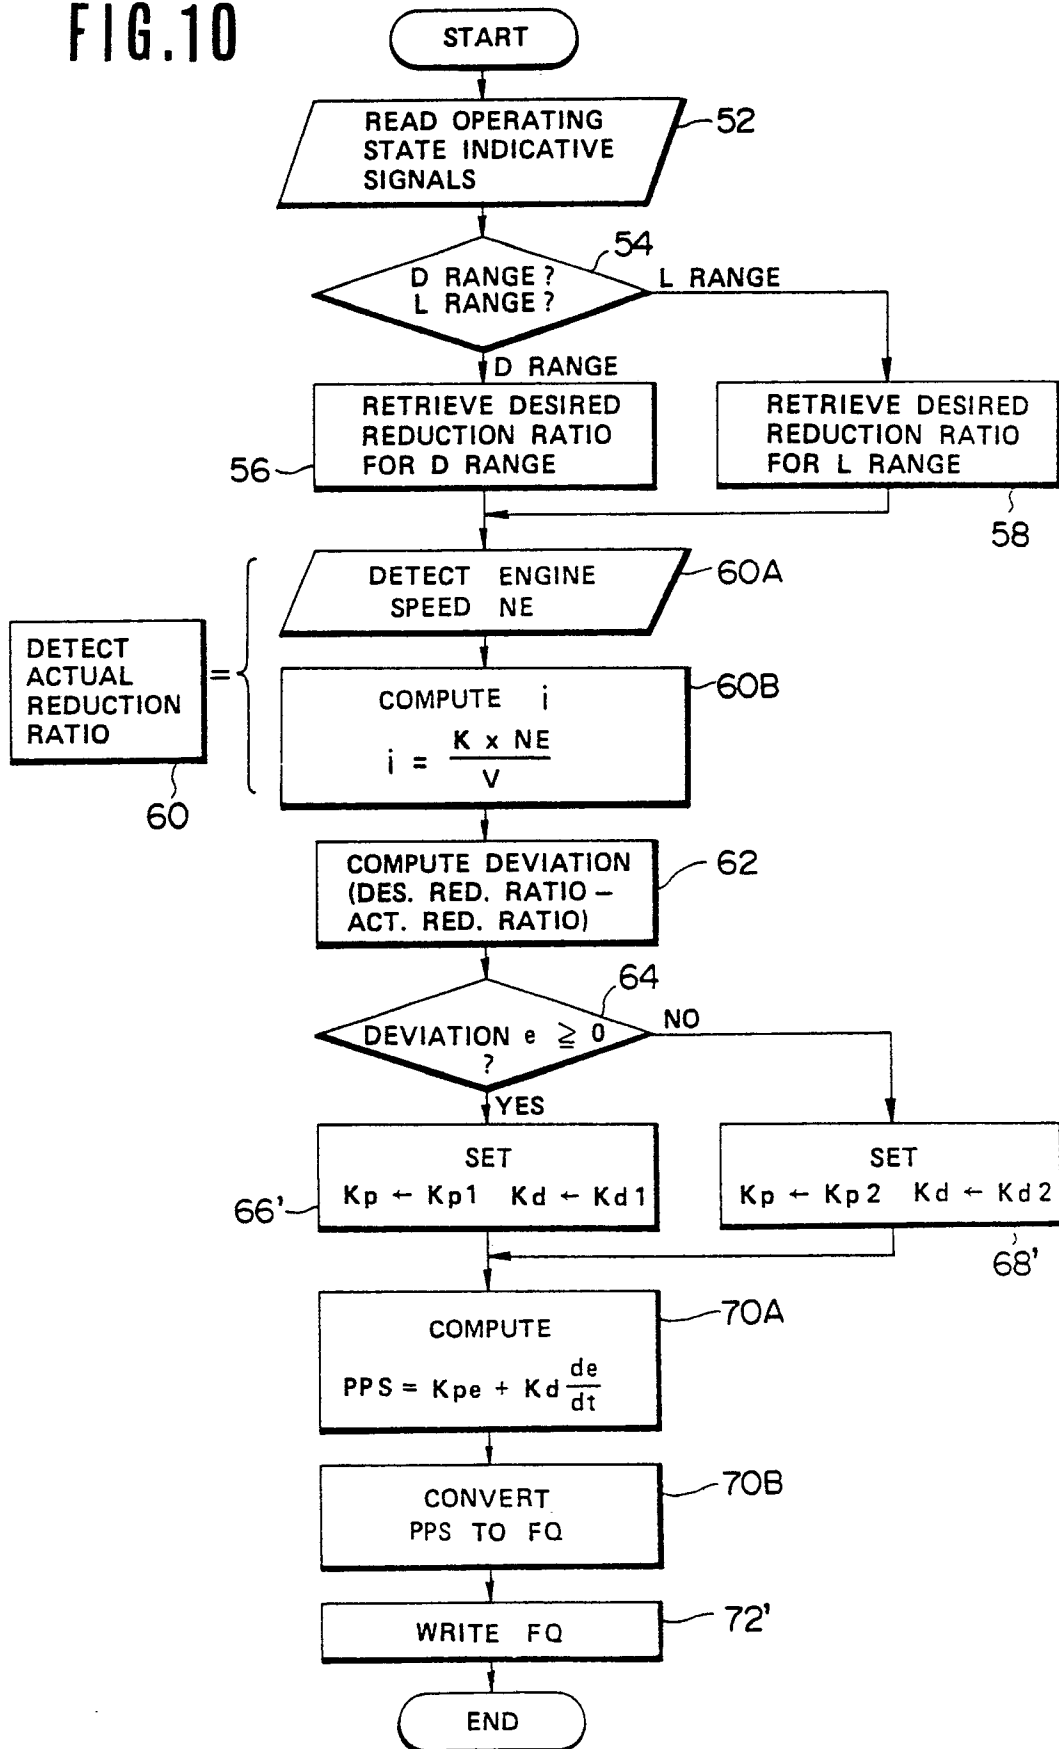 FIG.10
START
READ OPERATING
STATE INDICATIVE
SIGNALS
52
54
D RANGE?
L RANGE?
L RANGE
D RANGE
RETRIEVE DESIRED
REDUCTION RATIO
FOR D RANGE
56
RETRIEVE DESIRED
REDUCTION RATIO
FOR L RANGE
58
DETECT ENGINE
SPEED NE
60A
DETECT
ACTUAL
REDUCTION
RATIO
=
60
COMPUTE i
i = K x NE / V
60B
COMPUTE DEVIATION
(DES. RED. RATIO –
ACT. RED. RATIO)
62
64
DEVIATION e ≧ 0
?
NO
YES
SET
Kp ← Kp1 Kd ← Kd1
66'
SET
Kp ← Kp2 Kd ← Kd2
68'
COMPUTE
PPS = Kpe + Kd de/dt
70A
CONVERT
PPS TO FQ
70B
WRITE FQ
72'
END